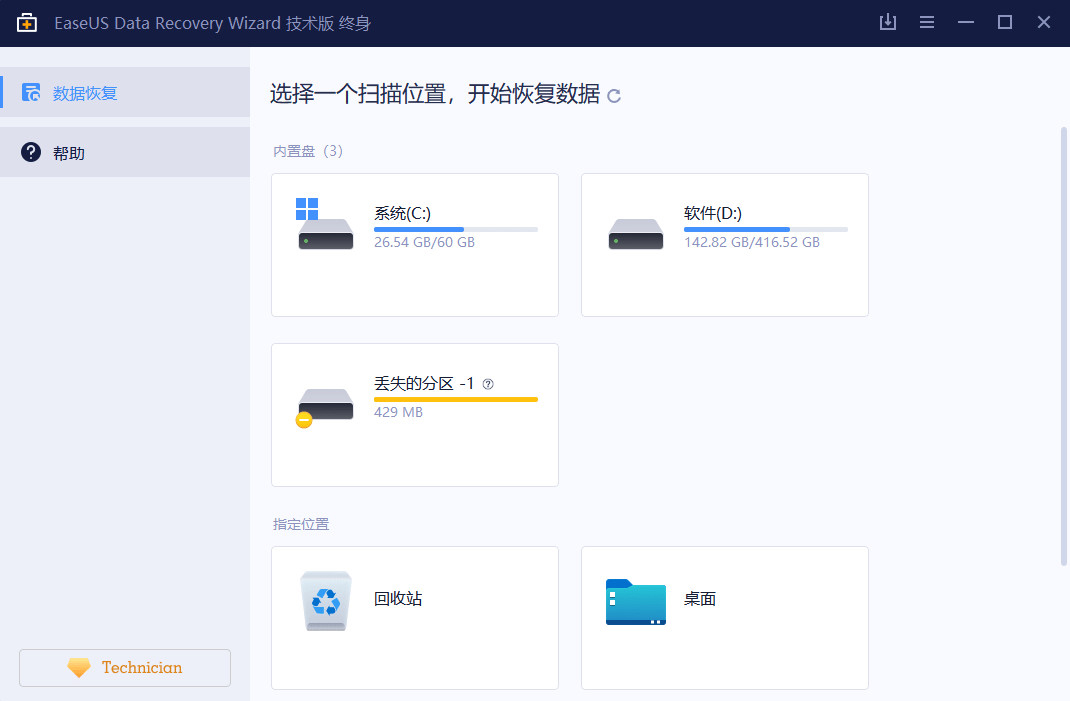 EaseUS Data Recovery Wizard 技术版 终身
数据恢复
帮助
选择一个扫描位置，开始恢复数据
内置盘（3）
系统(C:)
26.54 GB/60 GB
软件(D:)
142.82 GB/416.52 GB
丢失的分区 -1
429 MB
指定位置
回收站
桌面
Technician